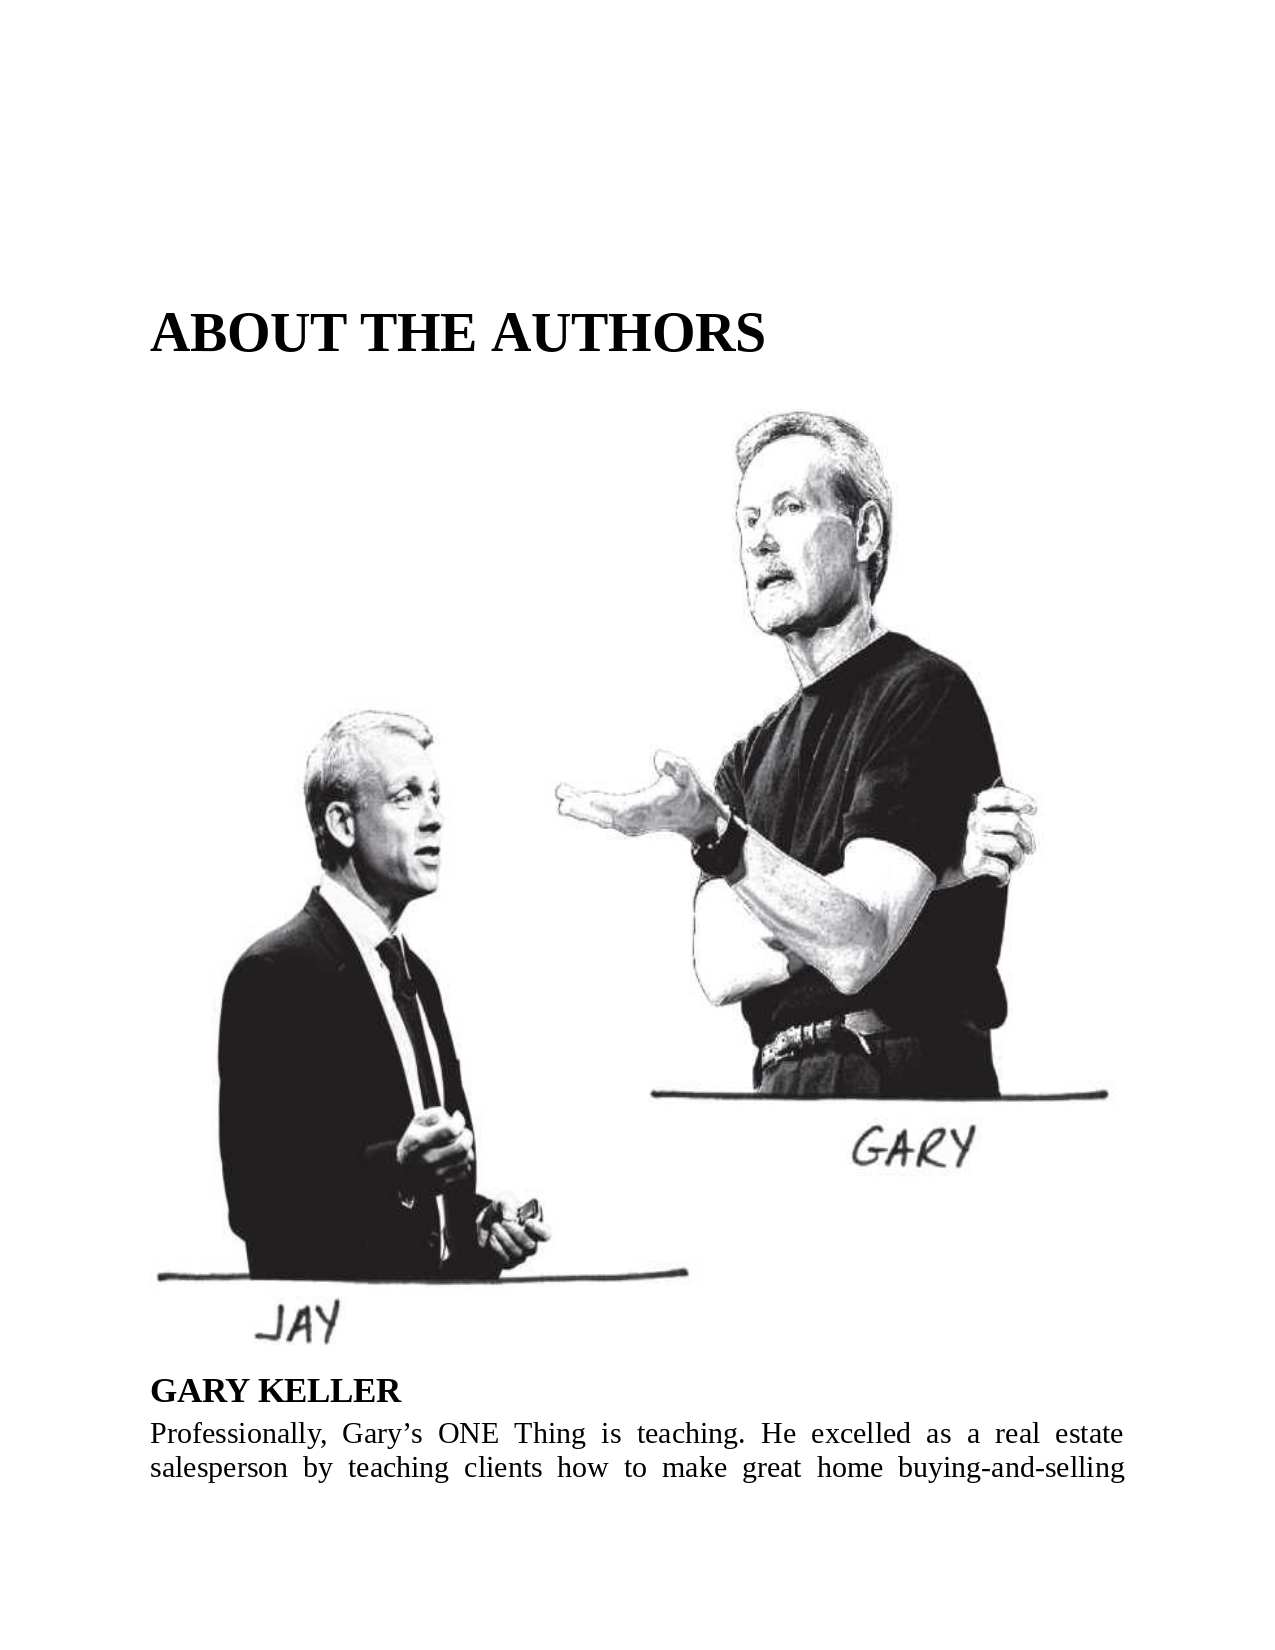 ABOUT THE AUTHORS
GARY
JAY
GARY KELLER
Professionally, Gary’s ONE Thing is teaching. He excelled as a real estate
salesperson by teaching clients how to make great home buying-and-selling